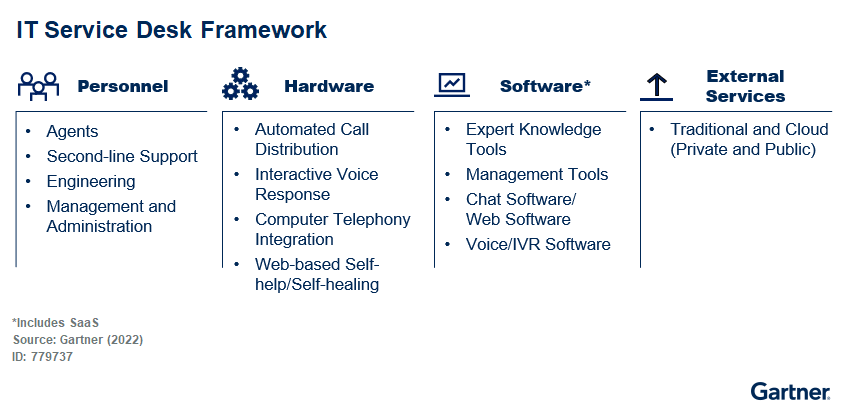 IT Service Desk Framework
Personnel
• Agents
• Second-line Support
• Engineering
• Management and
Administration
Hardware
• Automated Call
Distribution
• Interactive Voice
Response
• Computer Telephony
Integration
• Web-based Self-
help/Self-healing
Software*
• Expert Knowledge
Tools
• Management Tools
• Chat Software/
Web Software
• Voice/IVR Software
External
Services
• Traditional and Cloud
(Private and Public)
*Includes SaaS
Source: Gartner (2022)
ID: 779737
Gartner